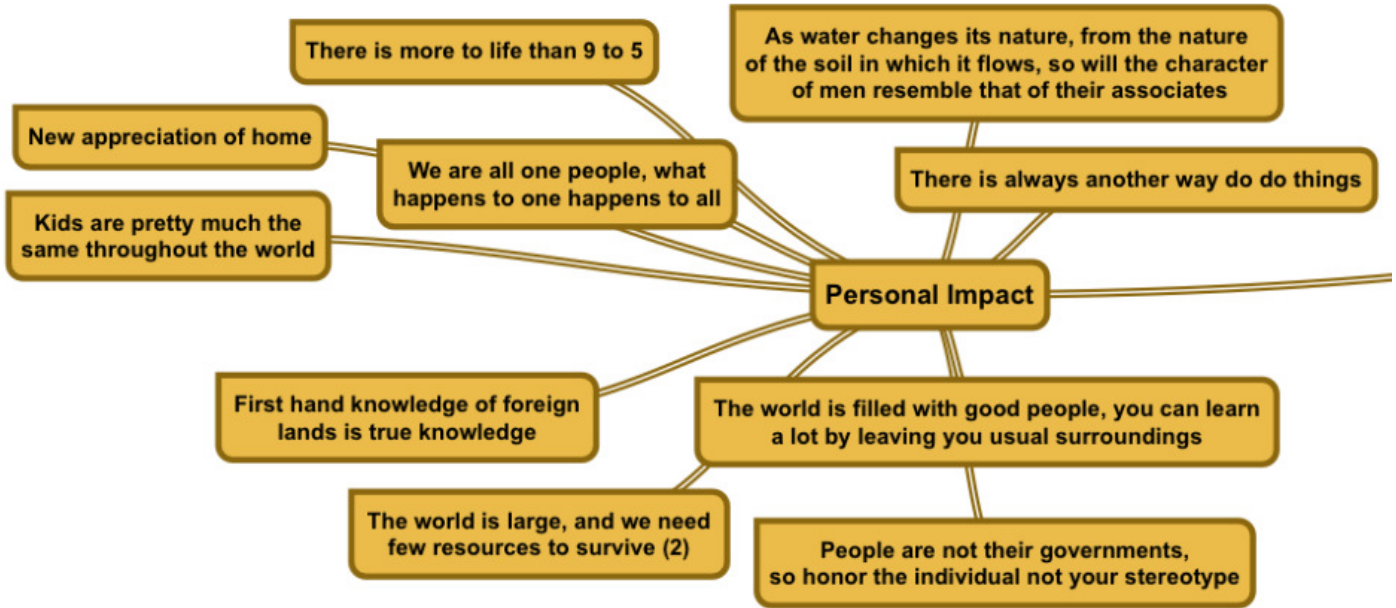 There is more to life than 9 to 5
As water changes its nature, from the nature
of the soil in which it flows, so will the character
of men resemble that of their associates
New appreciation of home
We are all one people, what
happens to one happens to all
There is always another way do do things
Kids are pretty much the
same throughout the world
Personal Impact
First hand knowledge of foreign
lands is true knowledge
The world is filled with good people, you can learn
a lot by leaving you usual surroundings
The world is large, and we need
few resources to survive (2)
People are not their governments,
so honor the individual not your stereotype